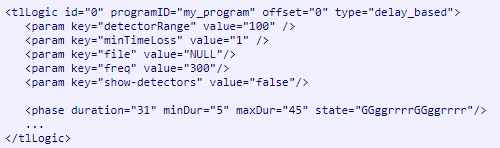 <tlLogic id="0" programID="my_program" offset="0" type="delay_based">
<param key="detectorRange" value="100" />
<param key="minTimeLoss" value="1" />
<param key="file" value="NULL"/>
<param key="freq" value="300"/>
<param key="show-detectors" value="false"/>
<phase duration="31" minDur="5" maxDur="45" state="GGggrrrrGGggrrrr"/>
...
</tlLogic>